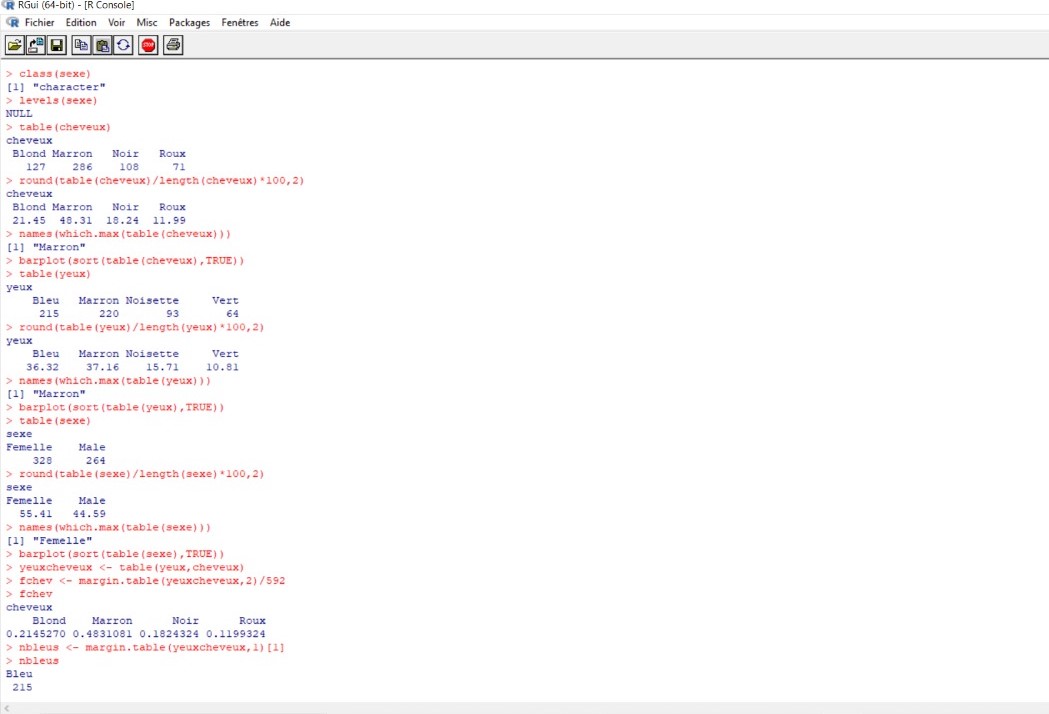 RGui (64-bit) - [R Console]
Fichier Edition Voir Misc Packages Fenêtres Aide
STOP
> class(sexe)
[1] "character"
> levels(sexe)
NULL
> table(cheveux)
cheveux
 Blond Marron   Noir   Roux
   127    286    108     71
> round(table(cheveux)/length(cheveux)*100,2)
cheveux
 Blond Marron   Noir   Roux
 21.45  48.31  18.24  11.99
> names(which.max(table(cheveux)))
[1] "Marron"
> barplot(sort(table(cheveux),TRUE))
> table(yeux)
yeux
    Bleu   Marron Noisette     Vert
     215      220       93       64
> round(table(yeux)/length(yeux)*100,2)
yeux
    Bleu   Marron Noisette     Vert
   36.32    37.16    15.71    10.81
> names(which.max(table(yeux)))
[1] "Marron"
> barplot(sort(table(yeux),TRUE))
> table(sexe)
sexe
Femelle    Male
    328     264
> round(table(sexe)/length(sexe)*100,2)
sexe
Femelle    Male
  55.41   44.59
> names(which.max(table(sexe)))
[1] "Femelle"
> barplot(sort(table(sexe),TRUE))
> yeuxcheveux <- table(yeux,cheveux)
> fchev <- margin.table(yeuxcheveux,2)/592
> fchev
cheveux
    Blond    Marron      Noir      Roux
0.2145270 0.4831081 0.1824324 0.1199324
> nbleus <- margin.table(yeuxcheveux,1)[1]
> nbleus
Bleu
 215